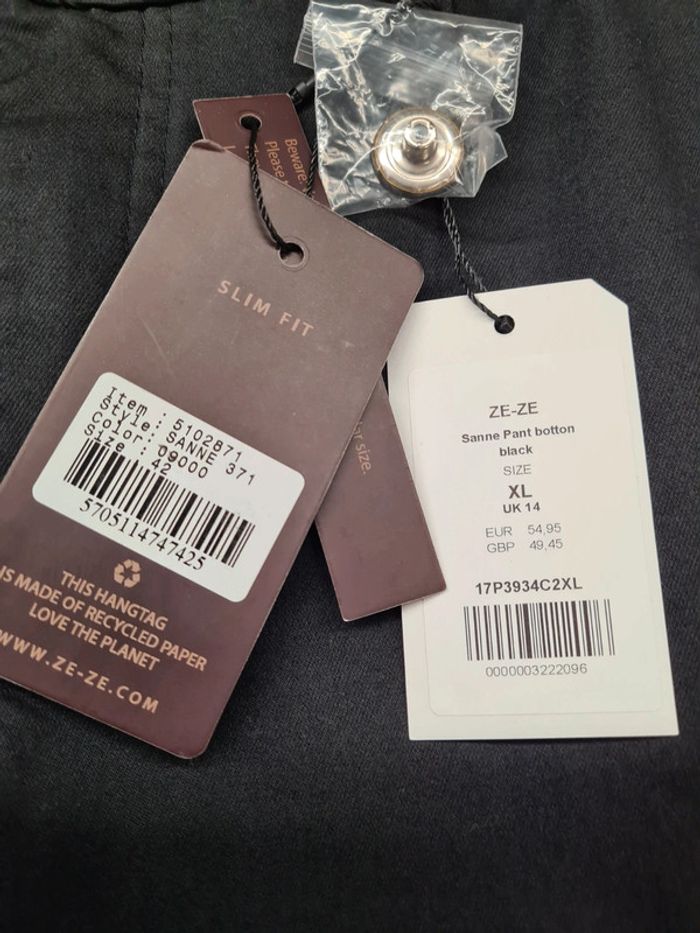 Beware:
Please
SLIM FIT
Item : 5102871
Style: SANNE 371
Color: 09000
Size : 42
5705114747425
THIS HANGTAG
IS MADE OF RECYCLED PAPER
LOVE THE PLANET
WWW.ZE-ZE.COM
size.
ZE-ZE
Sanne Pant botton
black
SIZE
XL
UK 14
EUR 54,95
GBP 49,45
17P3934C2XL
0000003222096